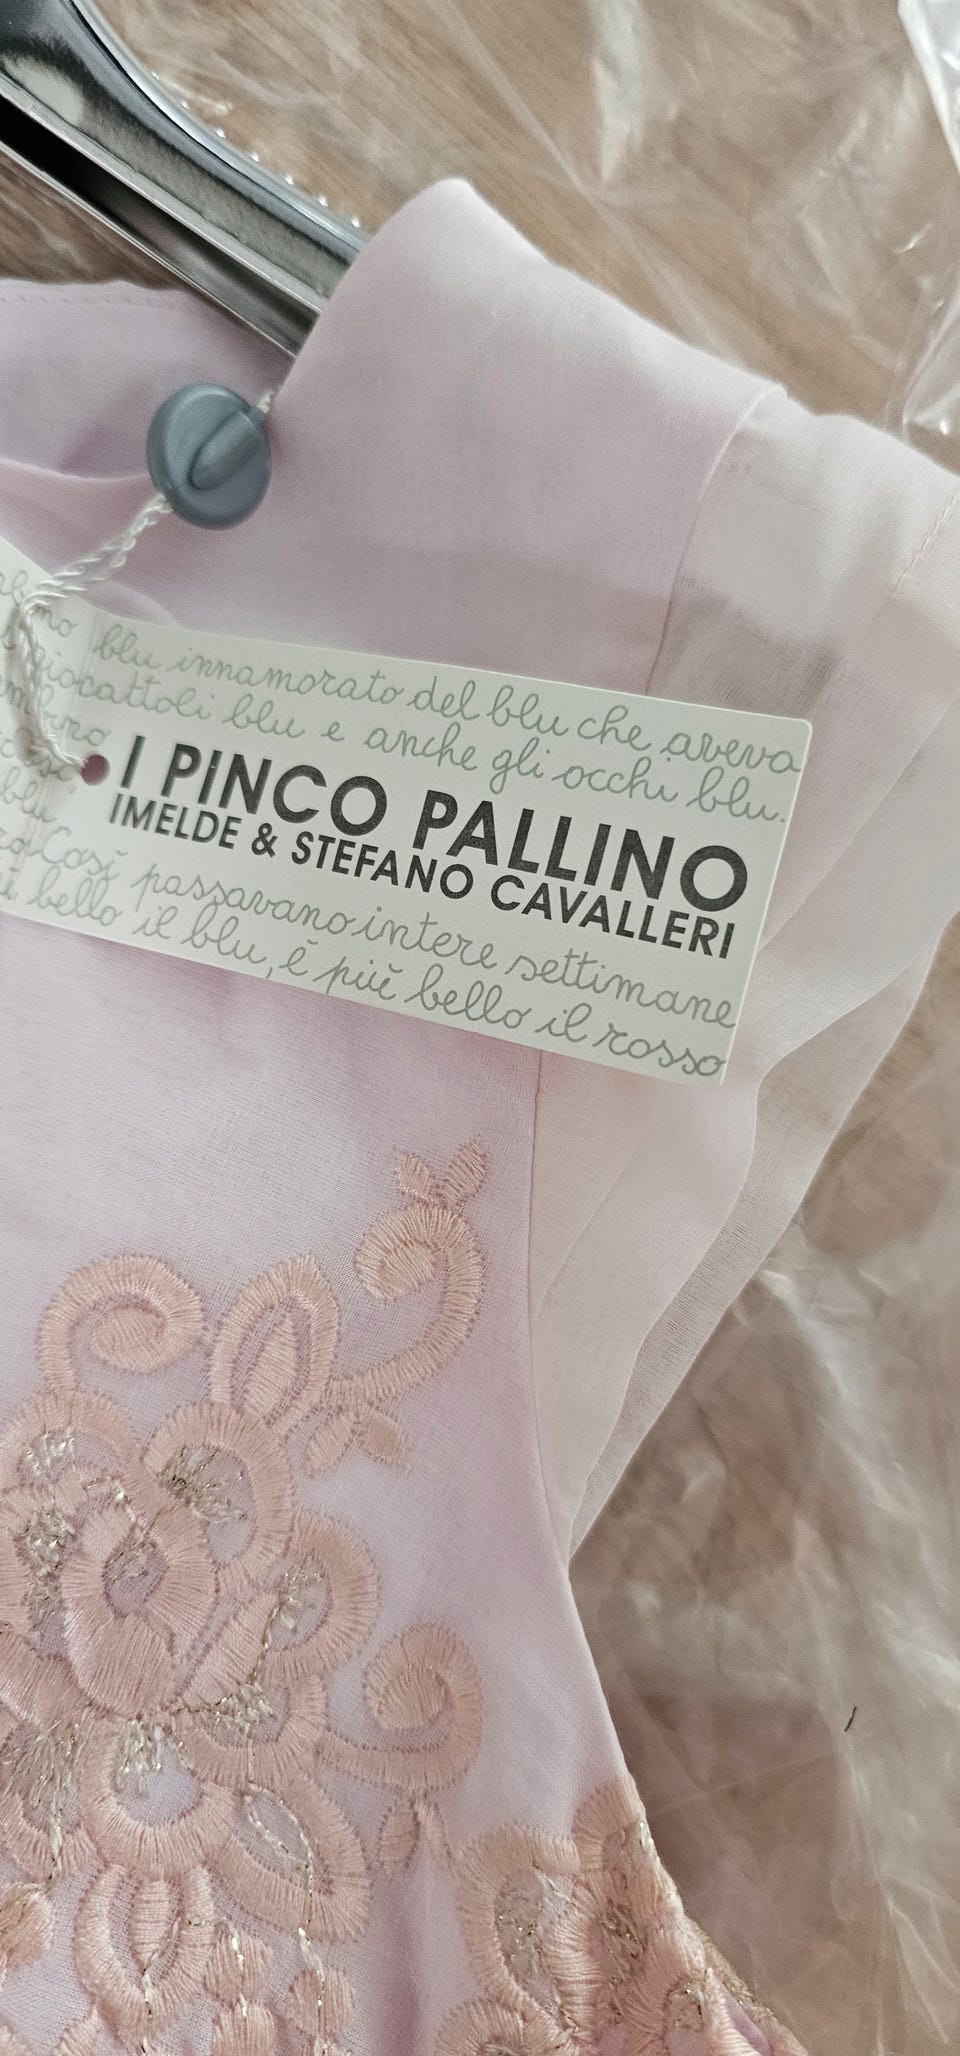 blu innamorato del blu che aveva
giocattoli blu e anche gli occhi blu.
I PINCO PALLINO
IMELDE & STEFANO CAVALLERI
blu
Così passavano intere settimane
bello il blu, è più bello il rosso